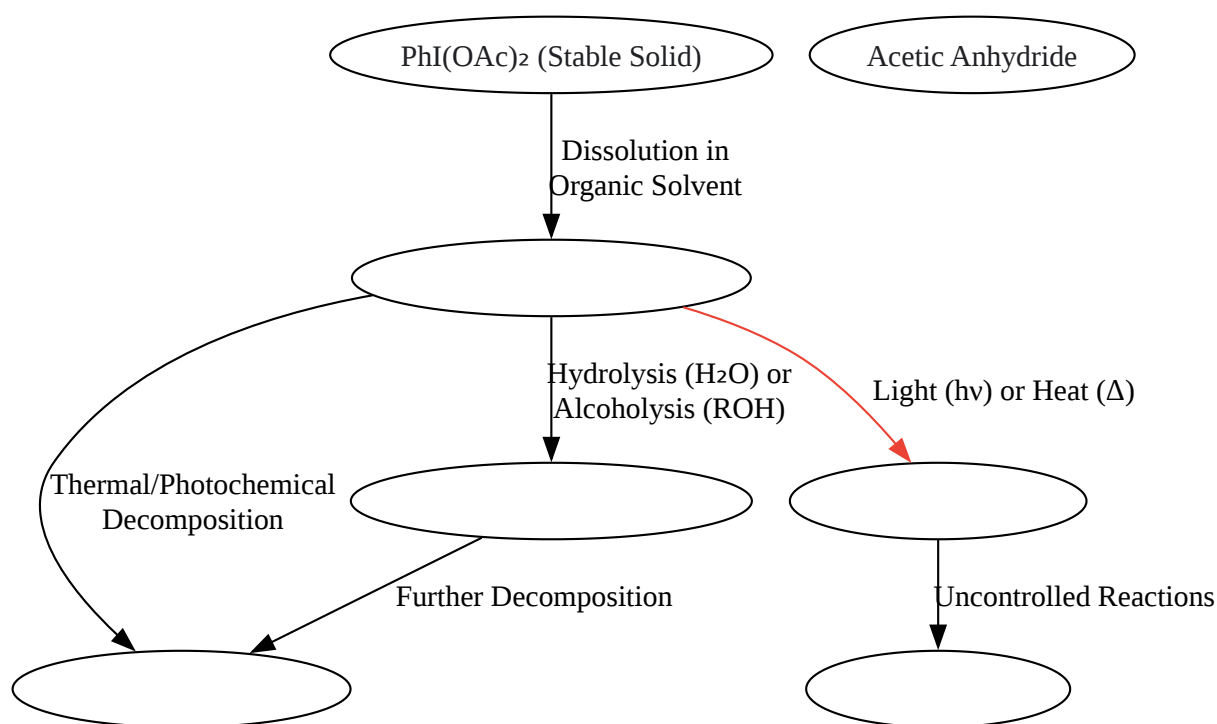 PhI(OAc)₂ (Stable Solid)
Acetic Anhydride
Dissolution in
Organic Solvent
Hydrolysis (H₂O) or
Alcoholysis (ROH)
Light (hν) or Heat (Δ)
Thermal/Photochemical
Decomposition
Further Decomposition
Uncontrolled Reactions